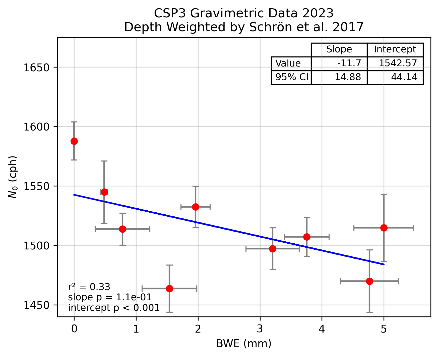 CSP3 Gravimetric Data 2023
Depth Weighted by Schrön et al. 2017
Slope Intercept
Value -11.7 1542.57
95% CI 14.88 44.14
1650
1600
1550
1500
1450
N₀ (cph)
r² = 0.33
slope p = 1.1e-01
intercept p < 0.001
0 1 2 3 4 5
BWE (mm)